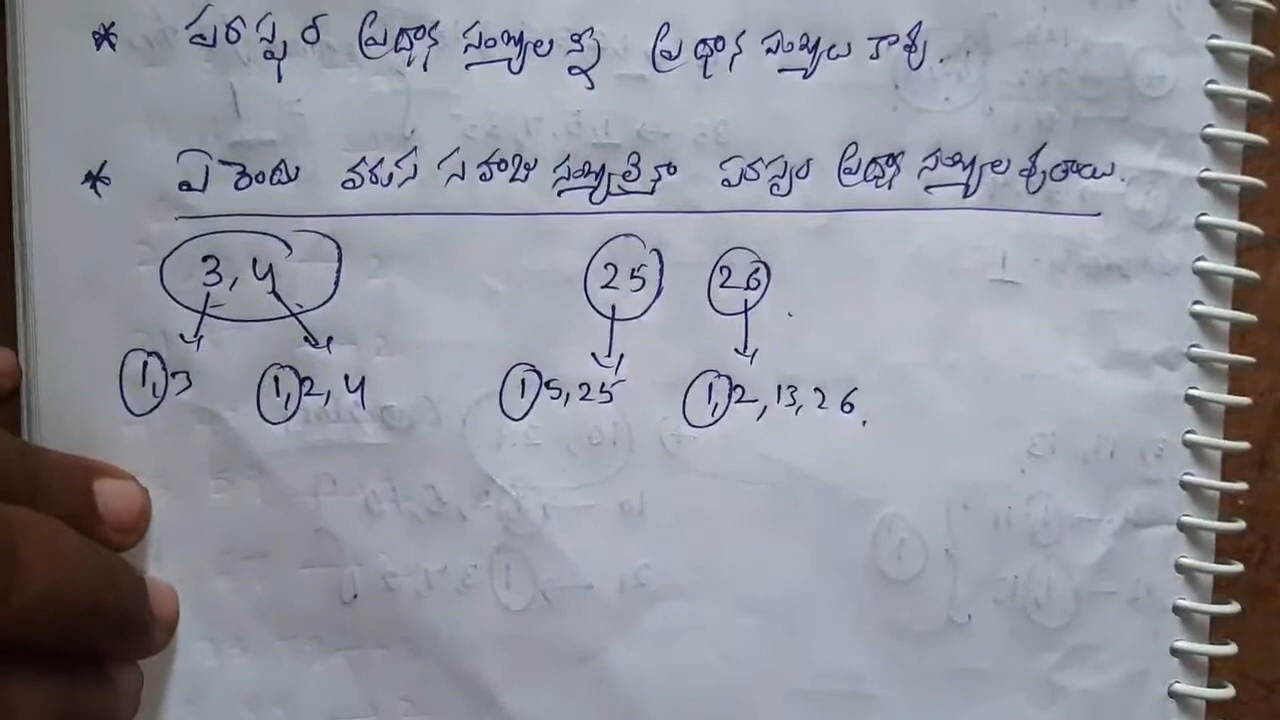 * పరస్పర ప్రధాన సంఖ్యలన్నీ ప్రధాన సంఖ్యలు కావు.
* ఏ రెండు వరుస సహజ సంఖ్యలైనా పరస్పర ప్రధాన సంఖ్యలవుతాయి.
3, 4 25 26
1, 3 1, 2, 4 1 5, 25 1, 2, 13, 26.